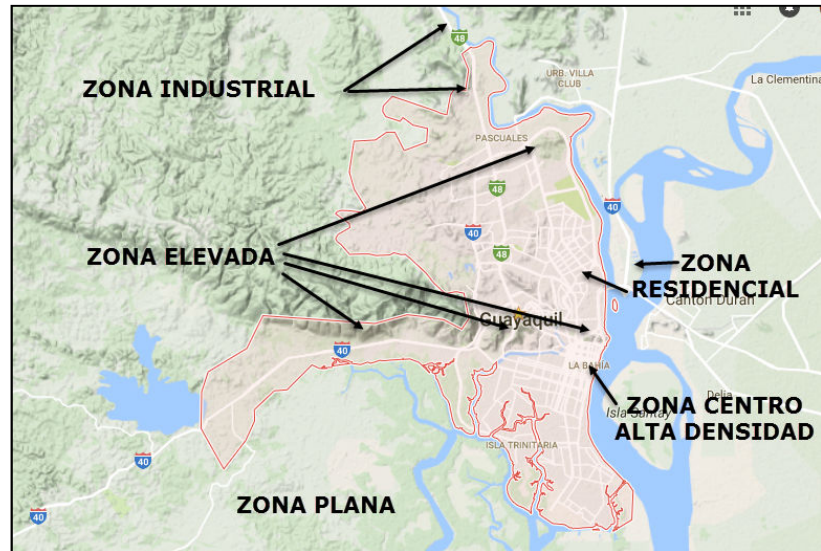 48
URB. VILLA
CLUB
La Clementina
ZONA INDUSTRIAL
PASCUALES
48
40
40
48
ZONA ELEVADA
ZONA
RESIDENCIAL
Guayaquil
Cantón Durán
40
LA BAHÍA
Delia
ZONA CENTRO
Isla Santay
ALTA DENSIDAD
ISLA TRINITARIA
40
ZONA PLANA
40